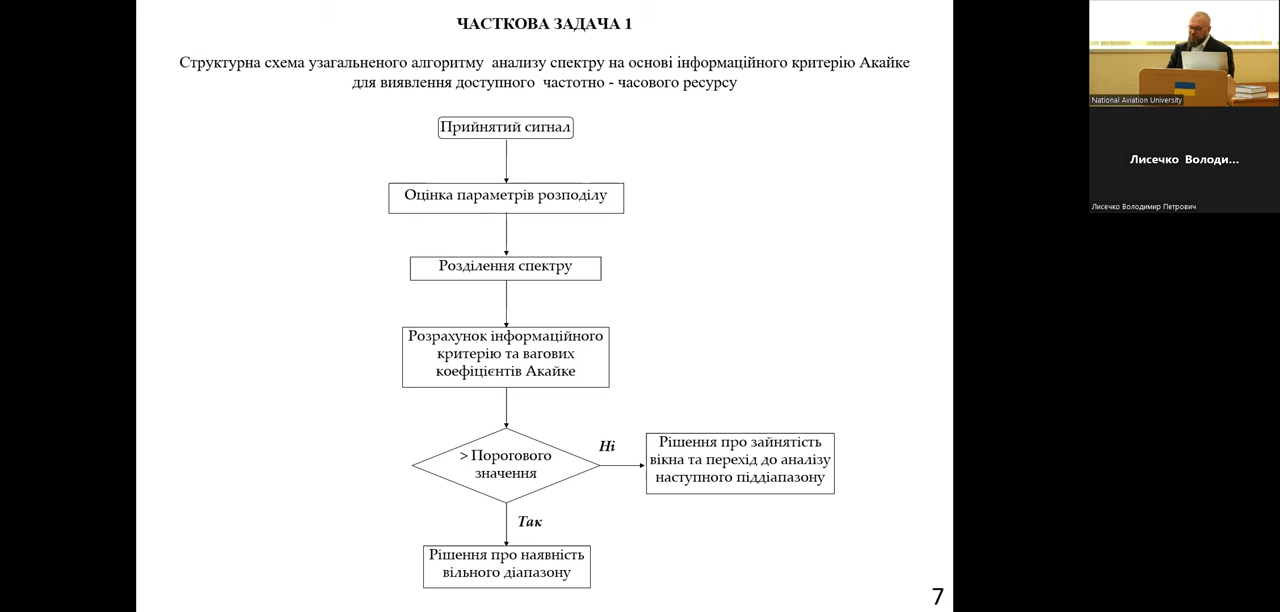 ЧАСТКОВА ЗАДАЧА 1
Структурна схема узагальненого алгоритму анализу спектру на основі інформаційного критерію Акайке
для виявлення доступного частотно - часового ресурсу
Прийнятий сигнал
Оцінка параметрів розподілу
Розділення спектру
Розрахунок інформаційного
критерію та вагових
коефіцієнтів Акайке
> Порогового
значення
Ні
Рішення про зайнятість
вікна та перехід до аналізу
наступного піддіапазону
Так
Рішення про наявність
вільного діапазону
7
National Aviation University
Лисечко Володи...
Лисечко Володимир Петрович